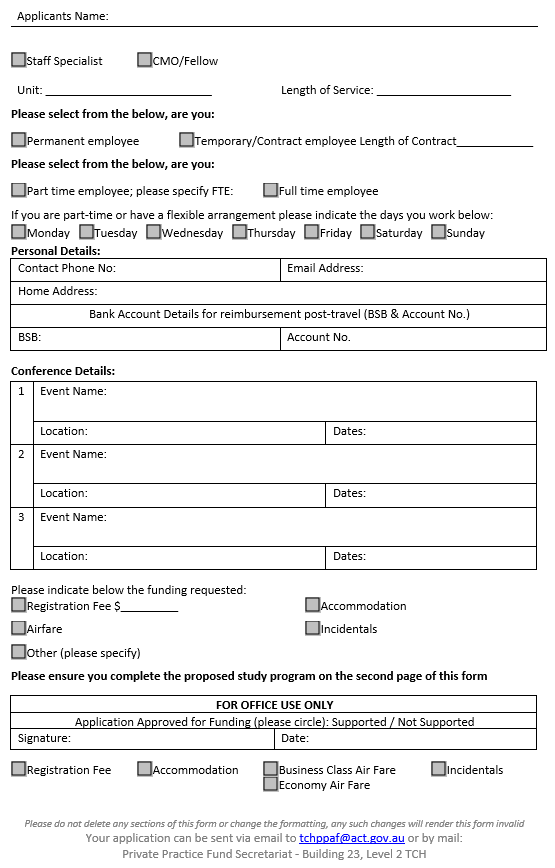 Applicants Name:
Staff Specialist CMO/Fellow
Unit: Length of Service:
Please select from the below, are you:
Permanent employee Temporary/Contract employee Length of Contract
Please select from the below, are you:
Part time employee; please specify FTE: Full time employee
If you are part-time or have a flexible arrangement please indicate the days you work below:
Monday Tuesday Wednesday Thursday Friday Saturday Sunday
Personal Details:
Contact Phone No: Email Address:
Home Address:
Bank Account Details for reimbursement post-travel (BSB & Account No.)
BSB: Account No.
Conference Details:
1 Event Name:
Location: Dates:
2 Event Name:
Location: Dates:
3 Event Name:
Location: Dates:
Please indicate below the funding requested:
Registration Fee $ Accommodation
Airfare Incidentals
Other (please specify)
Please ensure you complete the proposed study program on the second page of this form
FOR OFFICE USE ONLY
Application Approved for Funding (please circle): Supported / Not Supported
Signature: Date:
Registration Fee Accommodation Business Class Air Fare Incidentals
Economy Air Fare
Please do not delete any sections of this form or change the formatting, any such changes will render this form invalid
Your application can be sent via email to tchppaf@act.gov.au or by mail:
Private Practice Fund Secretariat - Building 23, Level 2 TCH